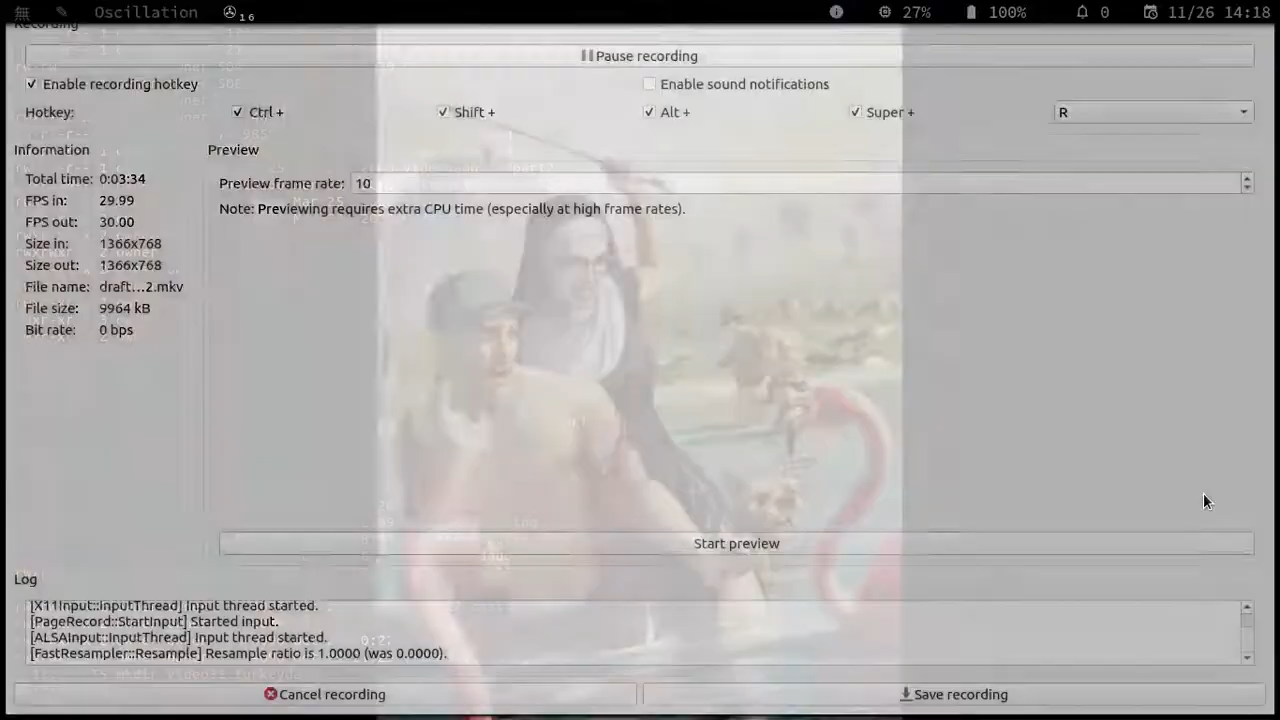 無 Oscillation 16 27% 100% 0 11/26 14:18
Recording
Pause recording
Enable recording hotkey Enable sound notifications
Hotkey: Ctrl + Shift + Alt + Super + R
Information Preview
Total time: 0:03:34
Preview frame rate: 10
FPS in: 29.99
Note: Previewing requires extra CPU time (especially at high frame rates).
FPS out: 30.00
Size in: 1366x768
Size out: 1366x768
File name: draft...2.mkv
File size: 9964 kB
Bit rate: 0 bps
Start preview
Log
[X11Input::InputThread] Input thread started.
[PageRecord::StartInput] Started input.
[ALSAInput::InputThread] Input thread started.
[FastResampler::Resample] Resample ratio is 1.0000 (was 0.0000).
Cancel recording Save recording